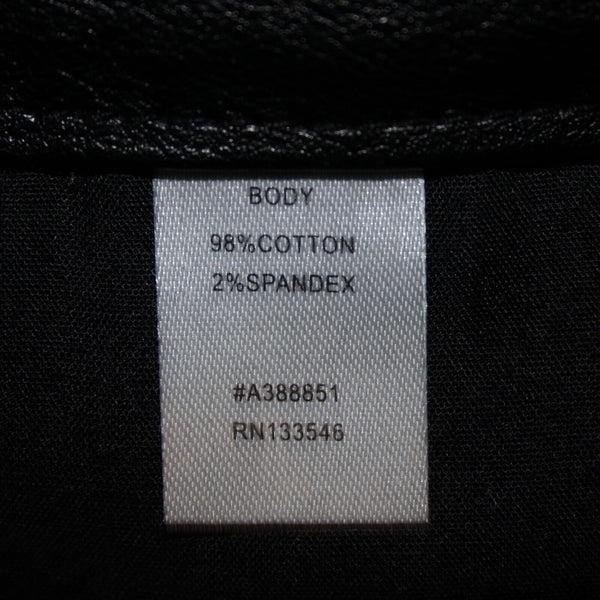 BODY
98%COTTON
2%SPANDEX
#A388851
RN133546